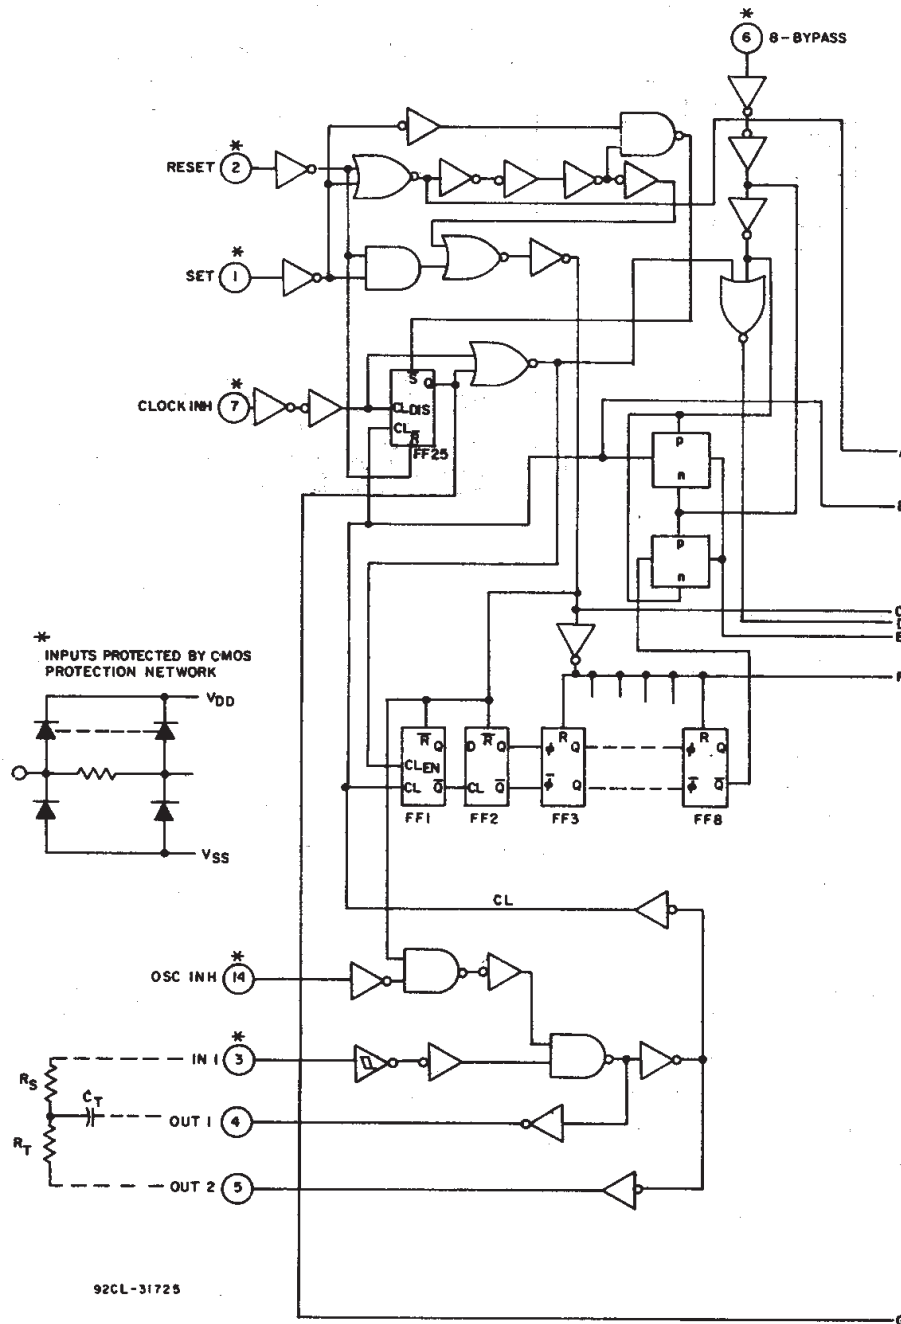 *
6 8-BYPASS
*
RESET 2
*
SET 1
*
CLOCK INH 7
S Q
CL DIS
CL R
FF25
p
n
p
n
A
C
D
E
F
*
INPUTS PROTECTED BY CMOS
PROTECTION NETWORK
VDD
VSS
R̅ Q
CLEN
CL Q̅
FF1
D R̅ Q
CL Q̅
FF2
R
ϕ Q
ϕ̅ Q
FF3
R
ϕ Q
ϕ̅ Q̅
FF8
CL
*
OSC INH 14
*
IN 1 3
RS
CT
OUT 1 4
RT
OUT 2 5
92CL-31725
G